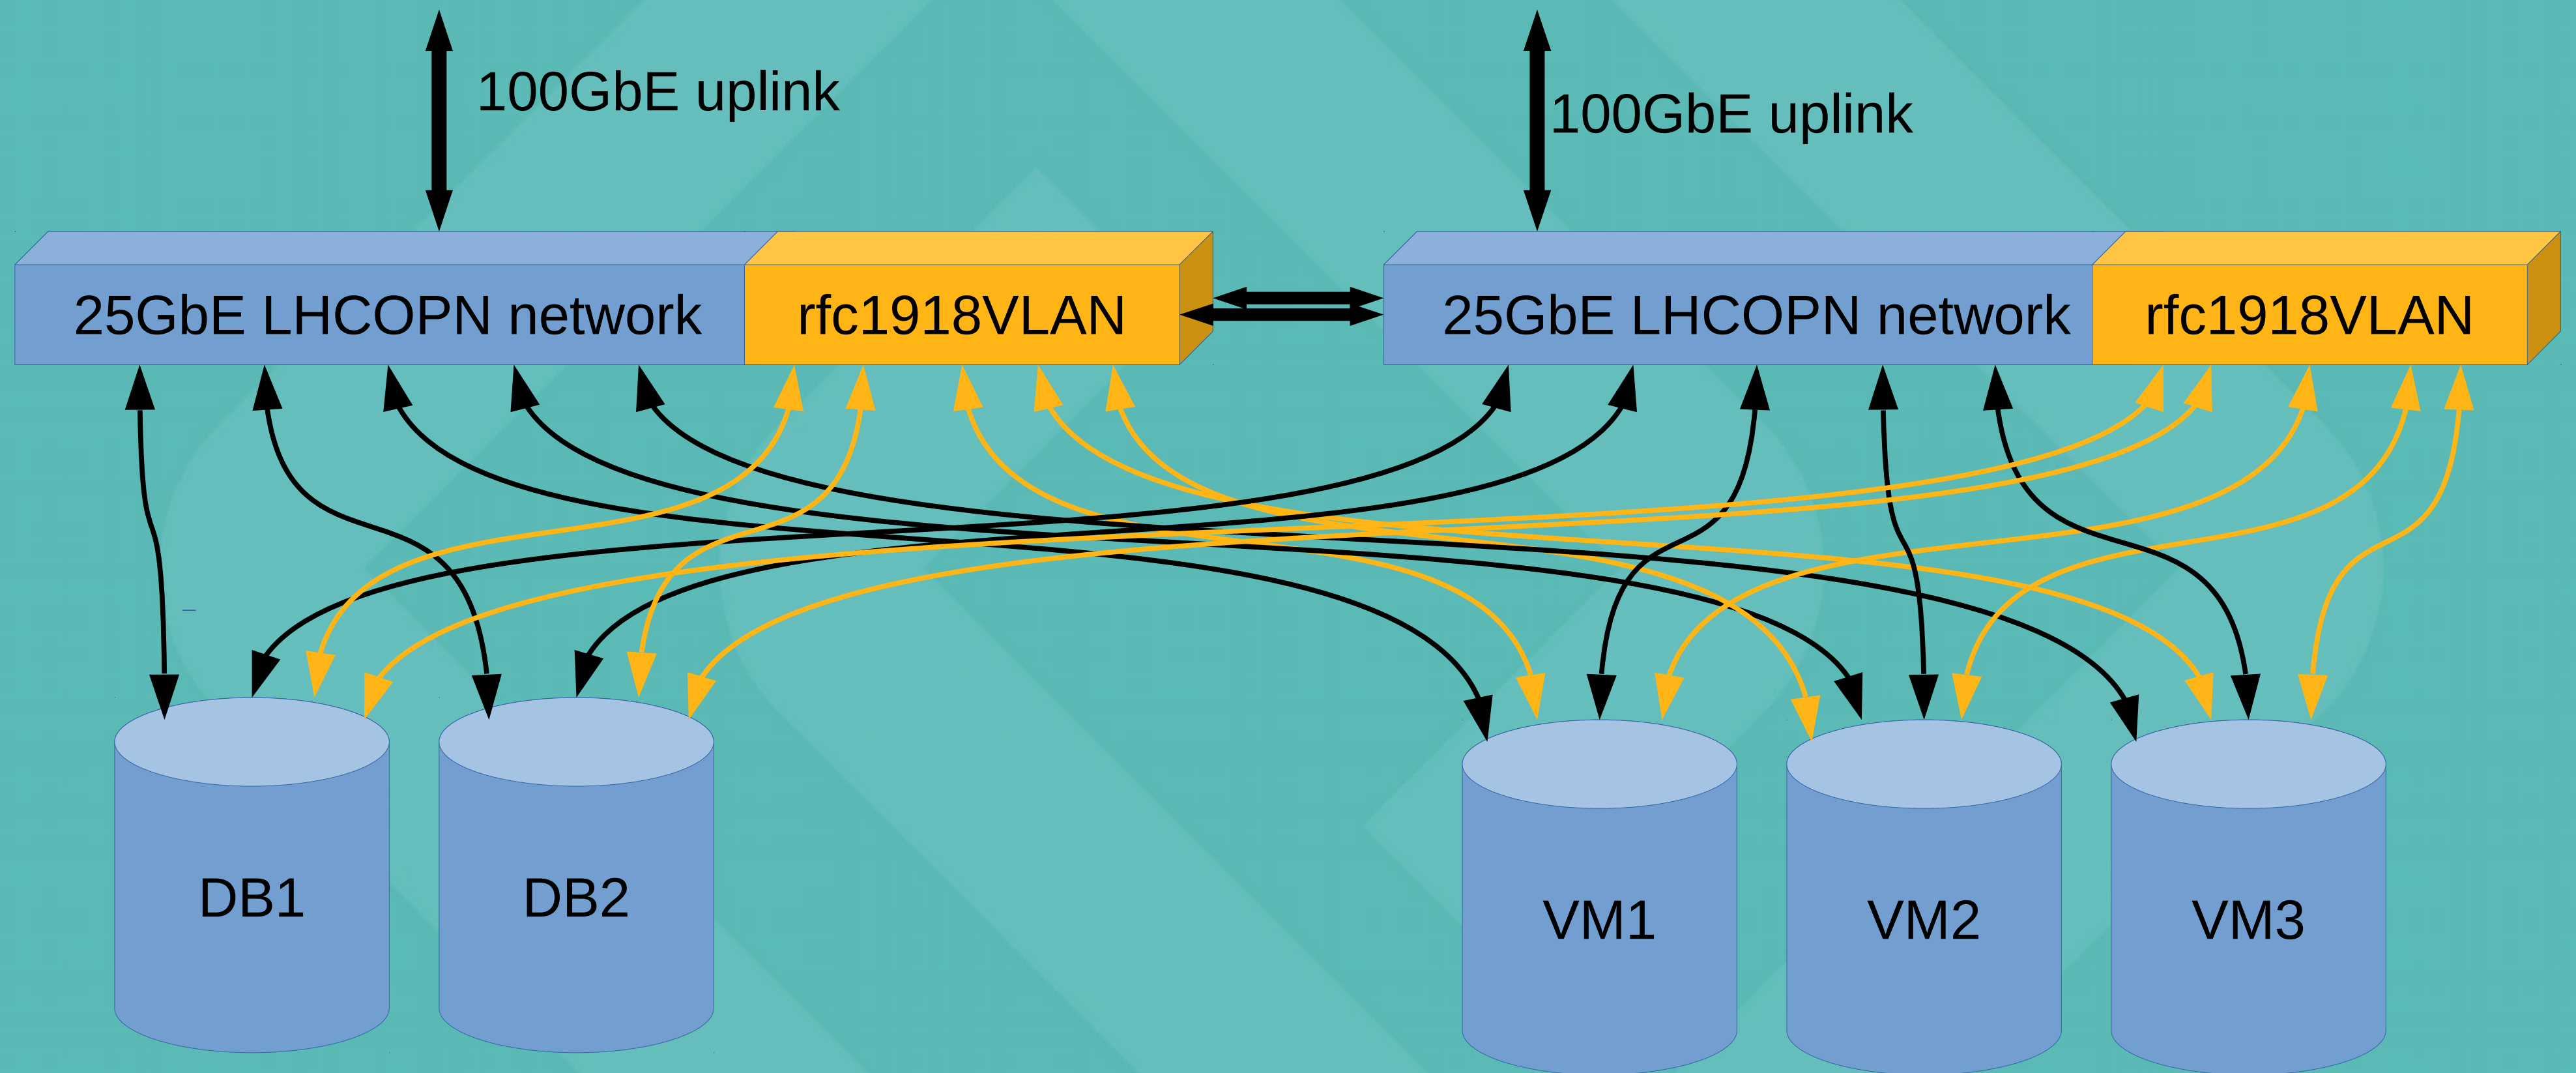 100GbE uplink
100GbE uplink
25GbE LHCOPN network
rfc1918VLAN
25GbE LHCOPN network
rfc1918VLAN
DB1
DB2
VM1
VM2
VM3